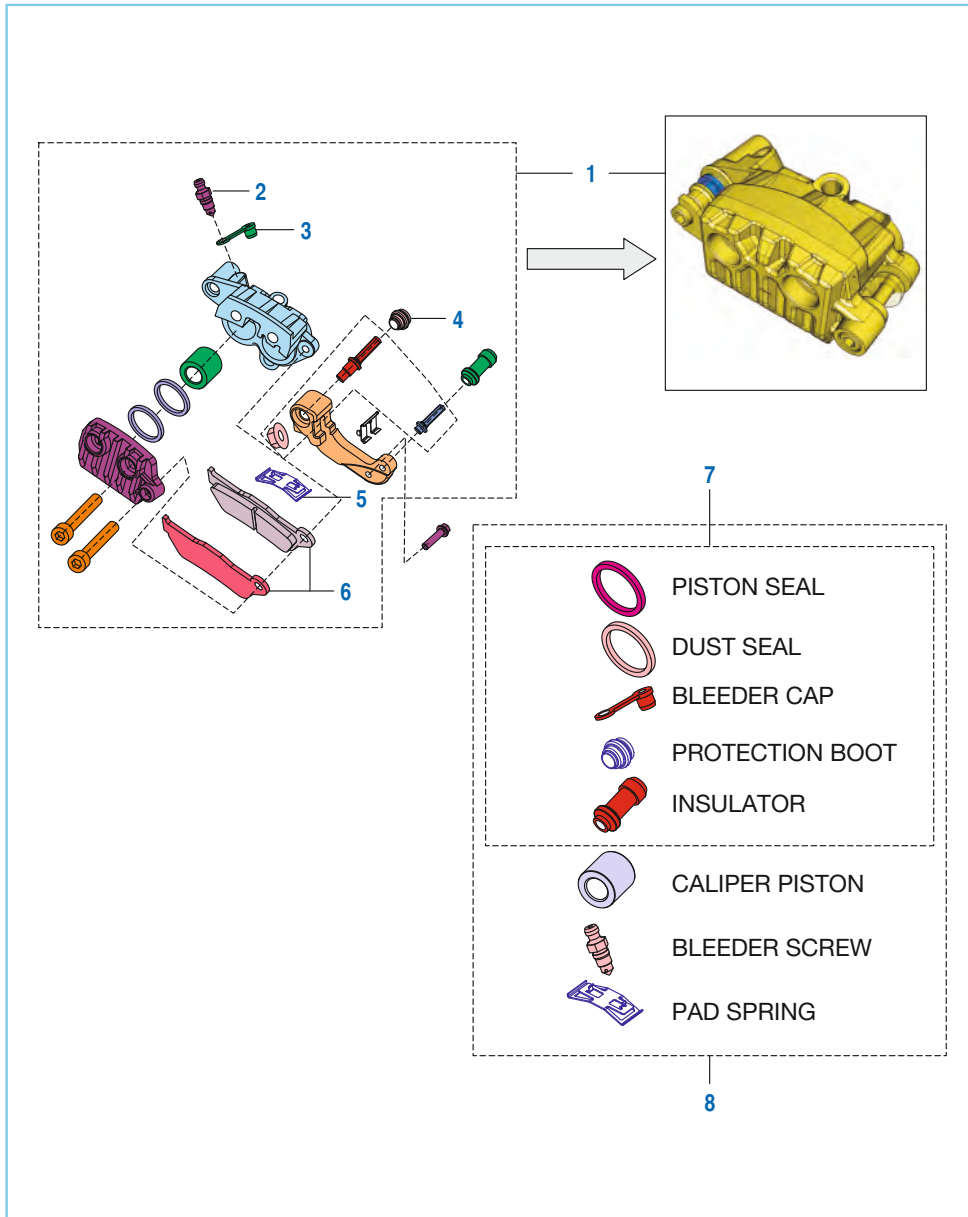 1
2
3
4
5
6
7
PISTON SEAL
DUST SEAL
BLEEDER CAP
PROTECTION BOOT
INSULATOR
CALIPER PISTON
BLEEDER SCREW
PAD SPRING
8